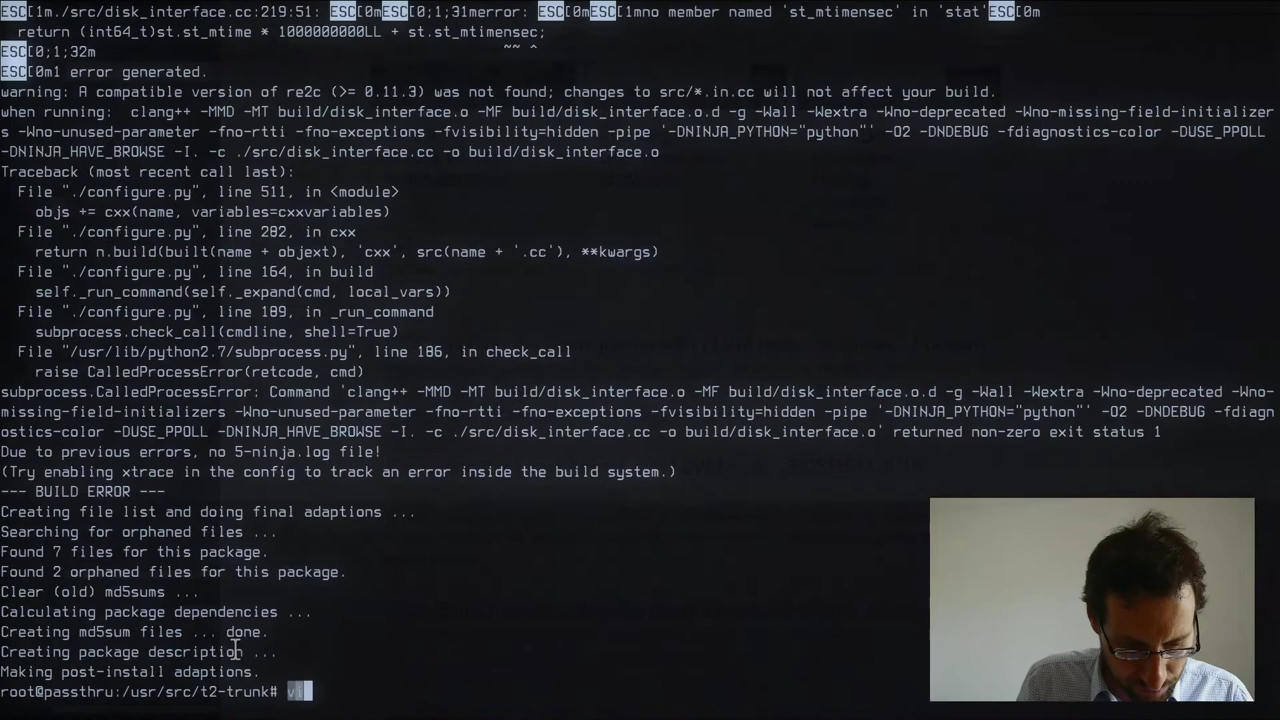 ESC[1m./src/disk_interface.cc:219:51: ESC[0mESC[0;1;31merror: ESC[0mESC[1mno member named 'st_mtimensec' in 'stat'ESC[0m
return (int64_t)st.st_mtime * 1000000000LL + st.st_mtimensec;
ESC[0;1;32m ~~ ^
ESC[0m1 error generated.
warning: A compatible version of re2c (>= 0.11.3) was not found; changes to src/*.in.cc will not affect your build.
when running:  clang++ -MMD -MT build/disk_interface.o -MF build/disk_interface.o.d -g -Wall -Wextra -Wno-deprecated -Wno-missing-field-initializer
s -Wno-unused-parameter -fno-rtti -fno-exceptions -fvisibility=hidden -pipe '-DNINJA_PYTHON="python"' -O2 -DNDEBUG -fdiagnostics-color -DUSE_PPOLL
-DNINJA_HAVE_BROWSE -I. -c ./src/disk_interface.cc -o build/disk_interface.o
Traceback (most recent call last):
File "./configure.py", line 511, in <module>
objs += cxx(name, variables=cxxvariables)
File "./configure.py", line 282, in cxx
return n.build(built(name + objext), 'cxx', src(name + '.cc'), **kwargs)
File "./configure.py", line 164, in build
self._run_command(self._expand(cmd, local_vars))
File "./configure.py", line 189, in _run_command
subprocess.check_call(cmdline, shell=True)
File "/usr/lib/python2.7/subprocess.py", line 186, in check_call
raise CalledProcessError(retcode, cmd)
subprocess.CalledProcessError: Command 'clang++ -MMD -MT build/disk_interface.o -MF build/disk_interface.o.d -g -Wall -Wextra -Wno-deprecated -Wno-
missing-field-initializers -Wno-unused-parameter -fno-rtti -fno-exceptions -fvisibility=hidden -pipe '-DNINJA_PYTHON="python"' -O2 -DNDEBUG -fdiagn
ostics-color -DUSE_PPOLL -DNINJA_HAVE_BROWSE -I. -c ./src/disk_interface.cc -o build/disk_interface.o' returned non-zero exit status 1
Due to previous errors, no 5-ninja.log file!
(Try enabling xtrace in the config to track an error inside the build system.)
--- BUILD ERROR ---
Creating file list and doing final adaptions ...
Searching for orphaned files ...
Found 7 files for this package.
Found 2 orphaned files for this package.
Clear (old) md5sums ...
Calculating package dependencies ...
Creating md5sum files ... done.
Creating package description ...
Making post-install adaptions.
root@passthru:/usr/src/t2-trunk# vi